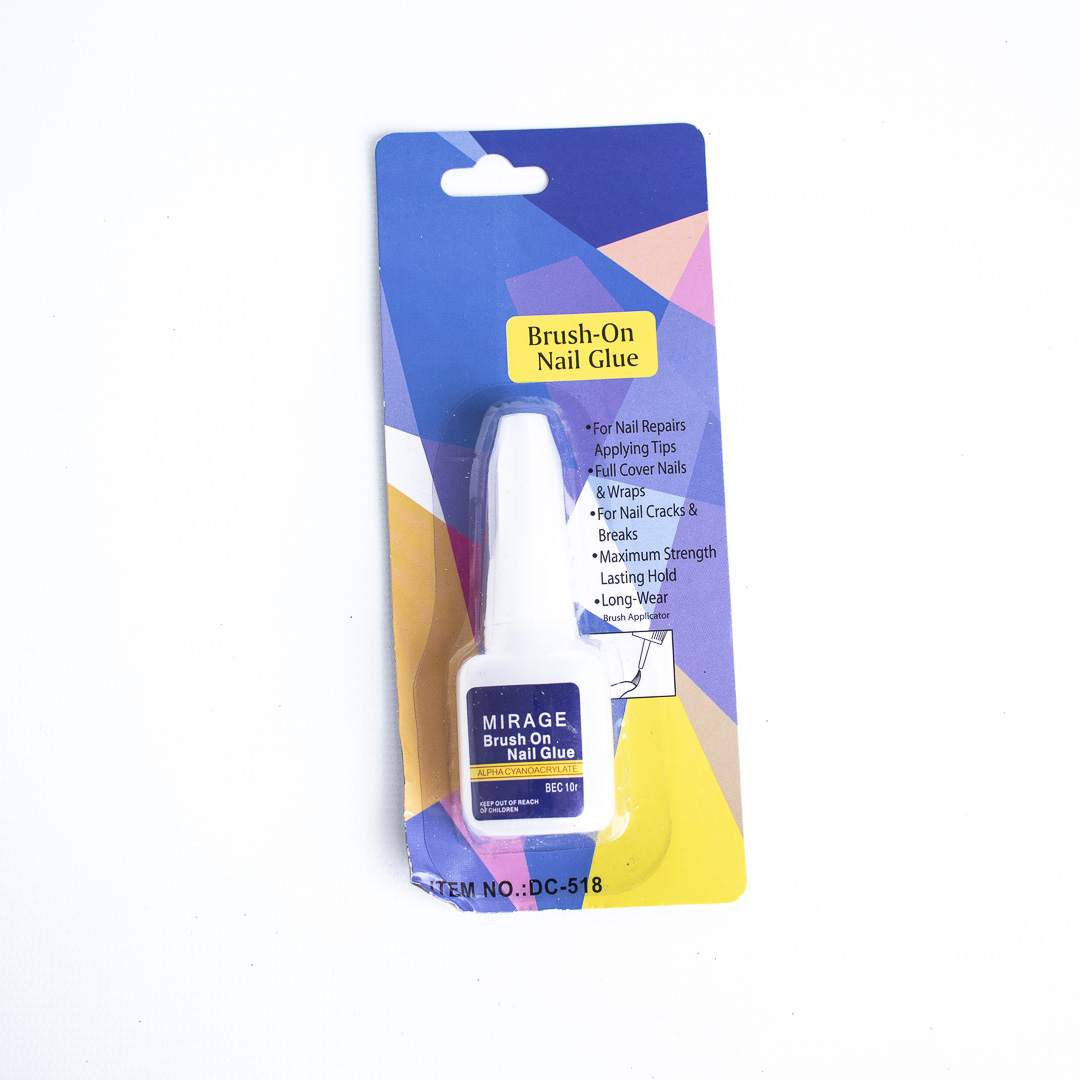 Brush-On
Nail Glue
•For Nail Repairs
Applying Tips
•Full Cover Nails
& Wraps
•For Nail Cracks &
Breaks
•Maximum Strength
Lasting Hold
•Long-Wear
Brush Applicator
MIRAGE
Brush On
Nail Glue
ALPHA CYANOACRYLATE
BEC 10r
KEEP OUT OF REACH
OF CHILDREN
ITEM NO.:DC-518